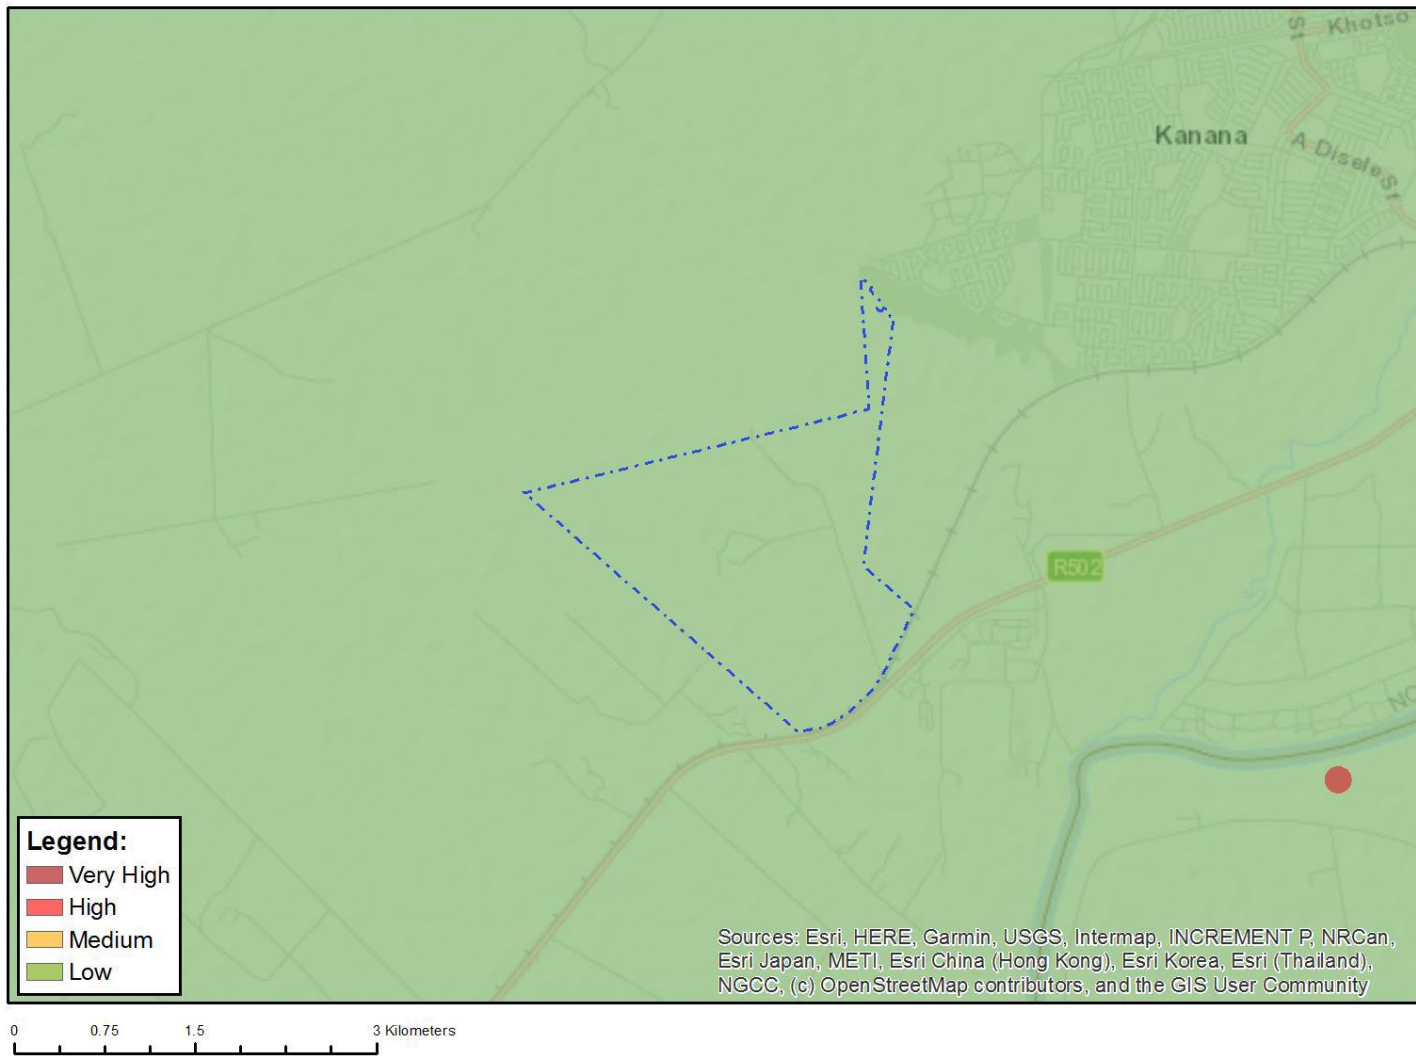 St
Khotso
Kanana
A Disele St
R502
NC
Legend:
Very High
High
Medium
Low
Sources: Esri, HERE, Garmin, USGS, Intermap, INCREMENT P, NRCan,
Esri Japan, METI, Esri China (Hong Kong), Esri Korea, Esri (Thailand),
NGCC, (c) OpenStreetMap contributors, and the GIS User Community
0 0.75 1.5 3 Kilometers